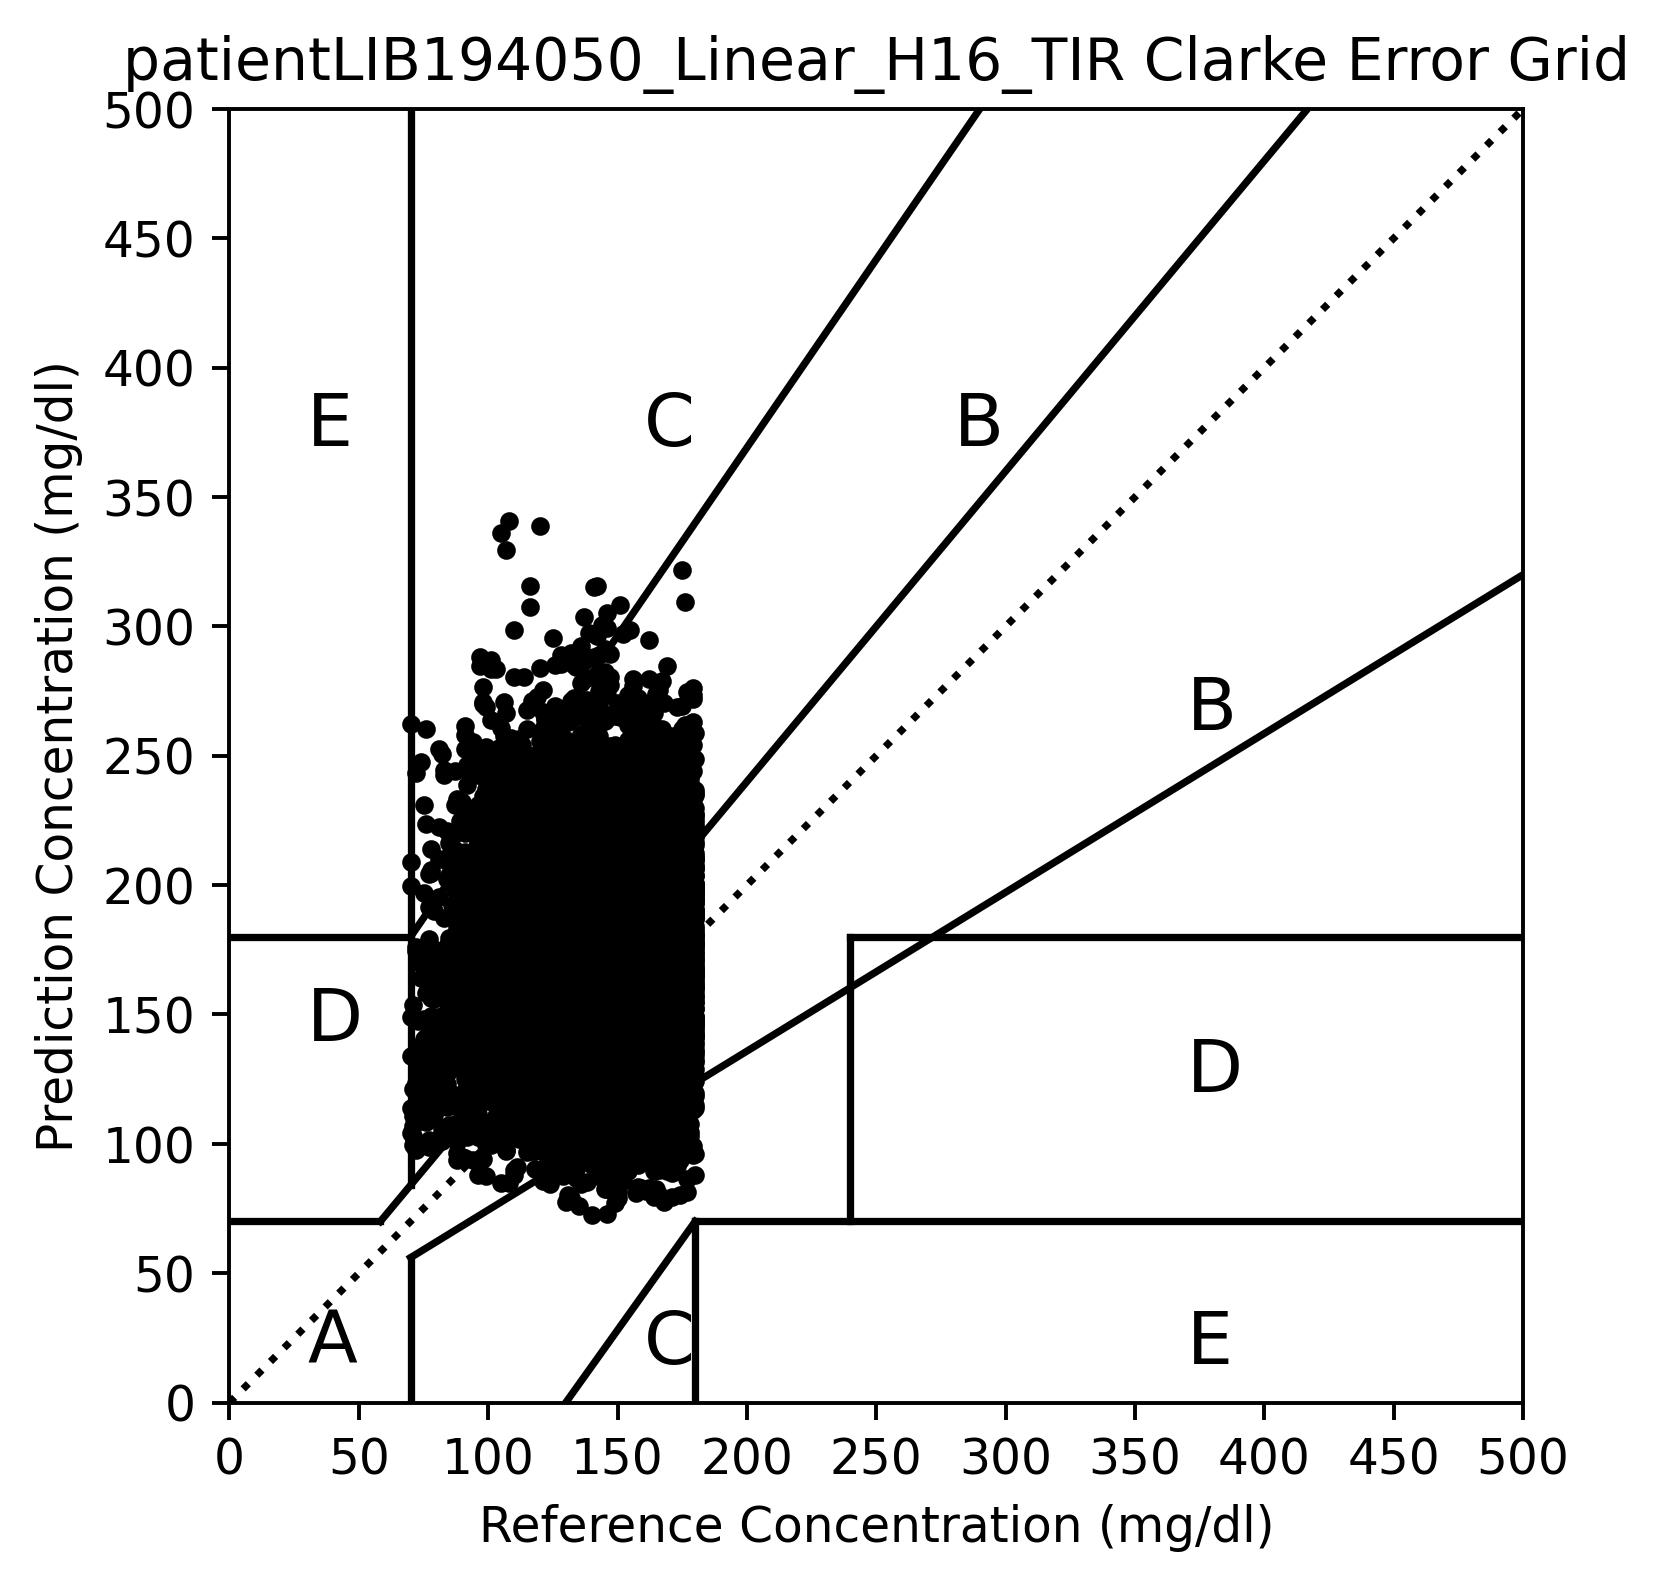 patientLIB194050_Linear_H16_TIR Clarke Error Grid
500
450
400
350
300
250
200
150
100
50
0
Prediction Concentration (mg/dl)
E
C
B
B
D
D
A
C
E
0 50 100 150 200 250 300 350 400 450 500
Reference Concentration (mg/dl)